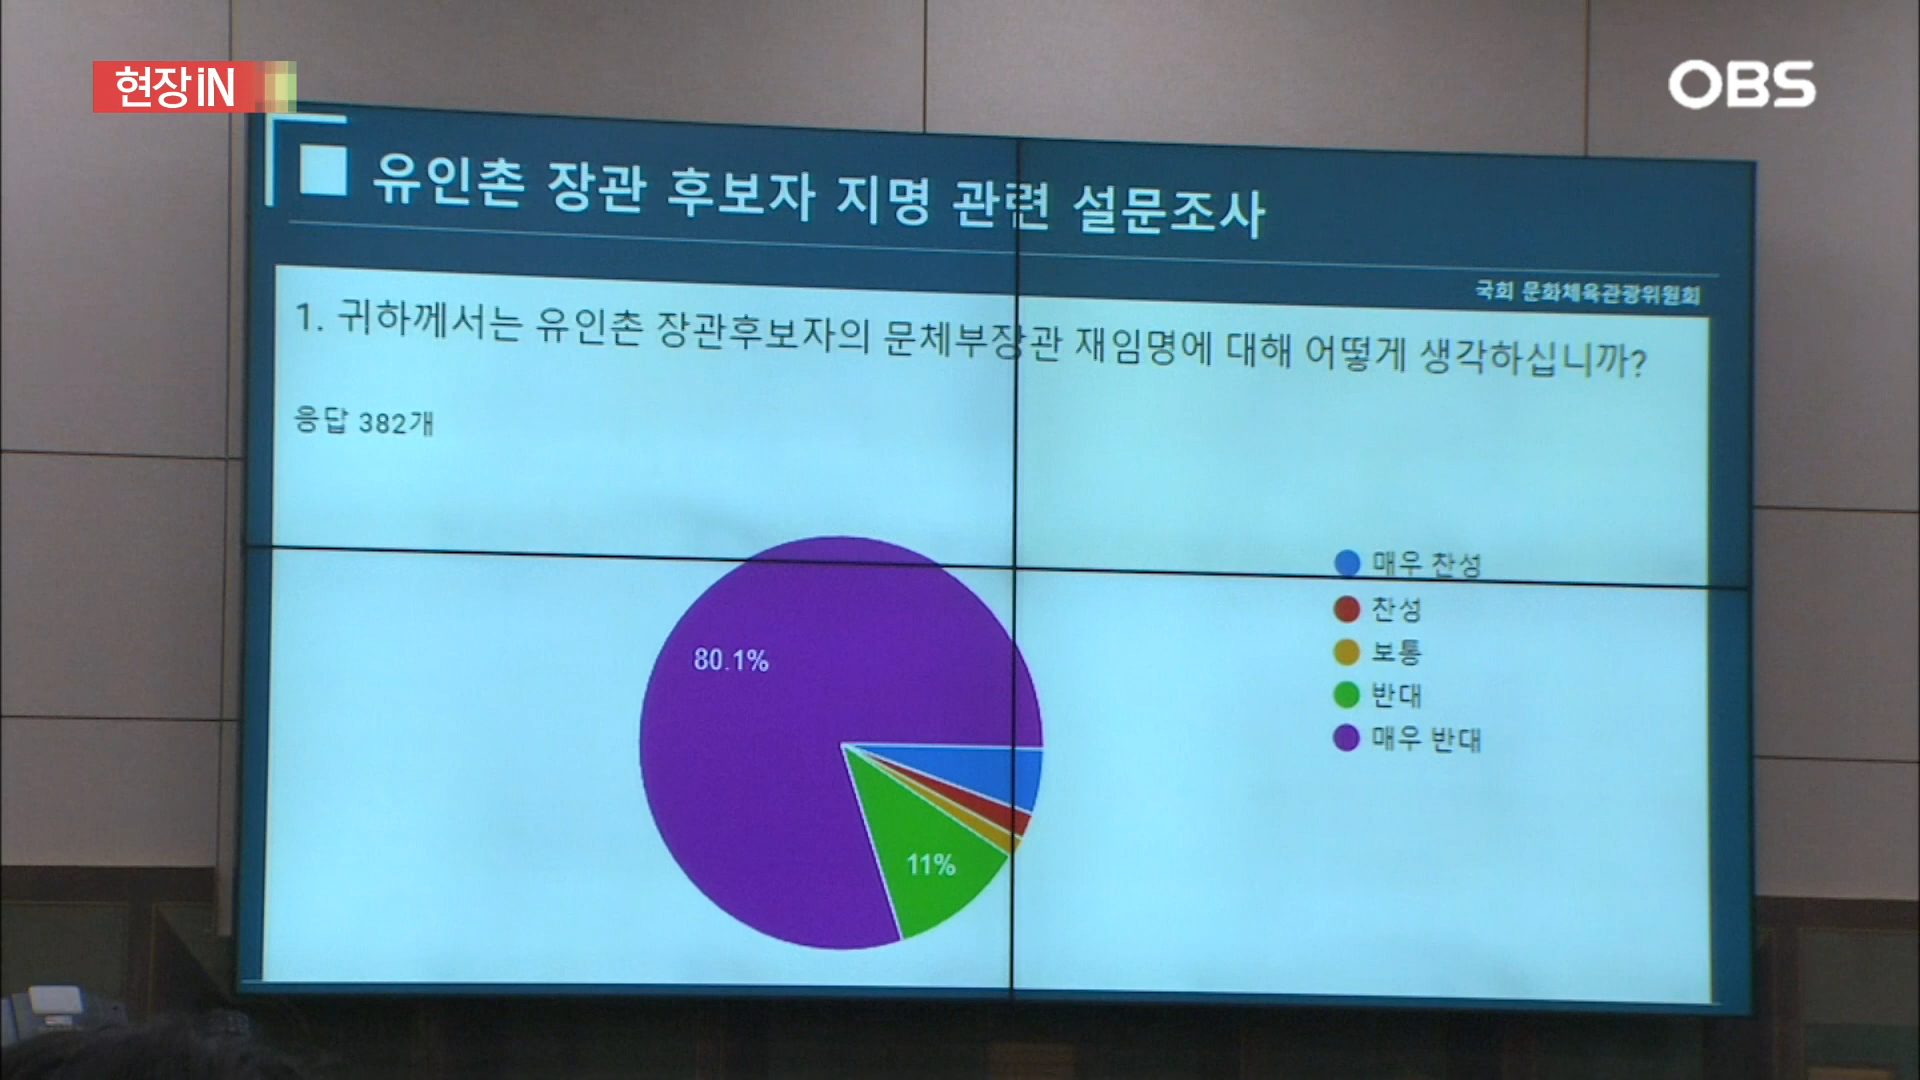 현장iN
OBS
유인촌 장관 후보자 지명 관련 설문조사
국회 문화체육관광위원회
1. 귀하께서는 유인촌 장관후보자의 문체부장관 재임명에 대해 어떻게 생각하십니까?
응답 382개
매우 찬성
찬성
보통
반대
매우 반대
80.1%
11%